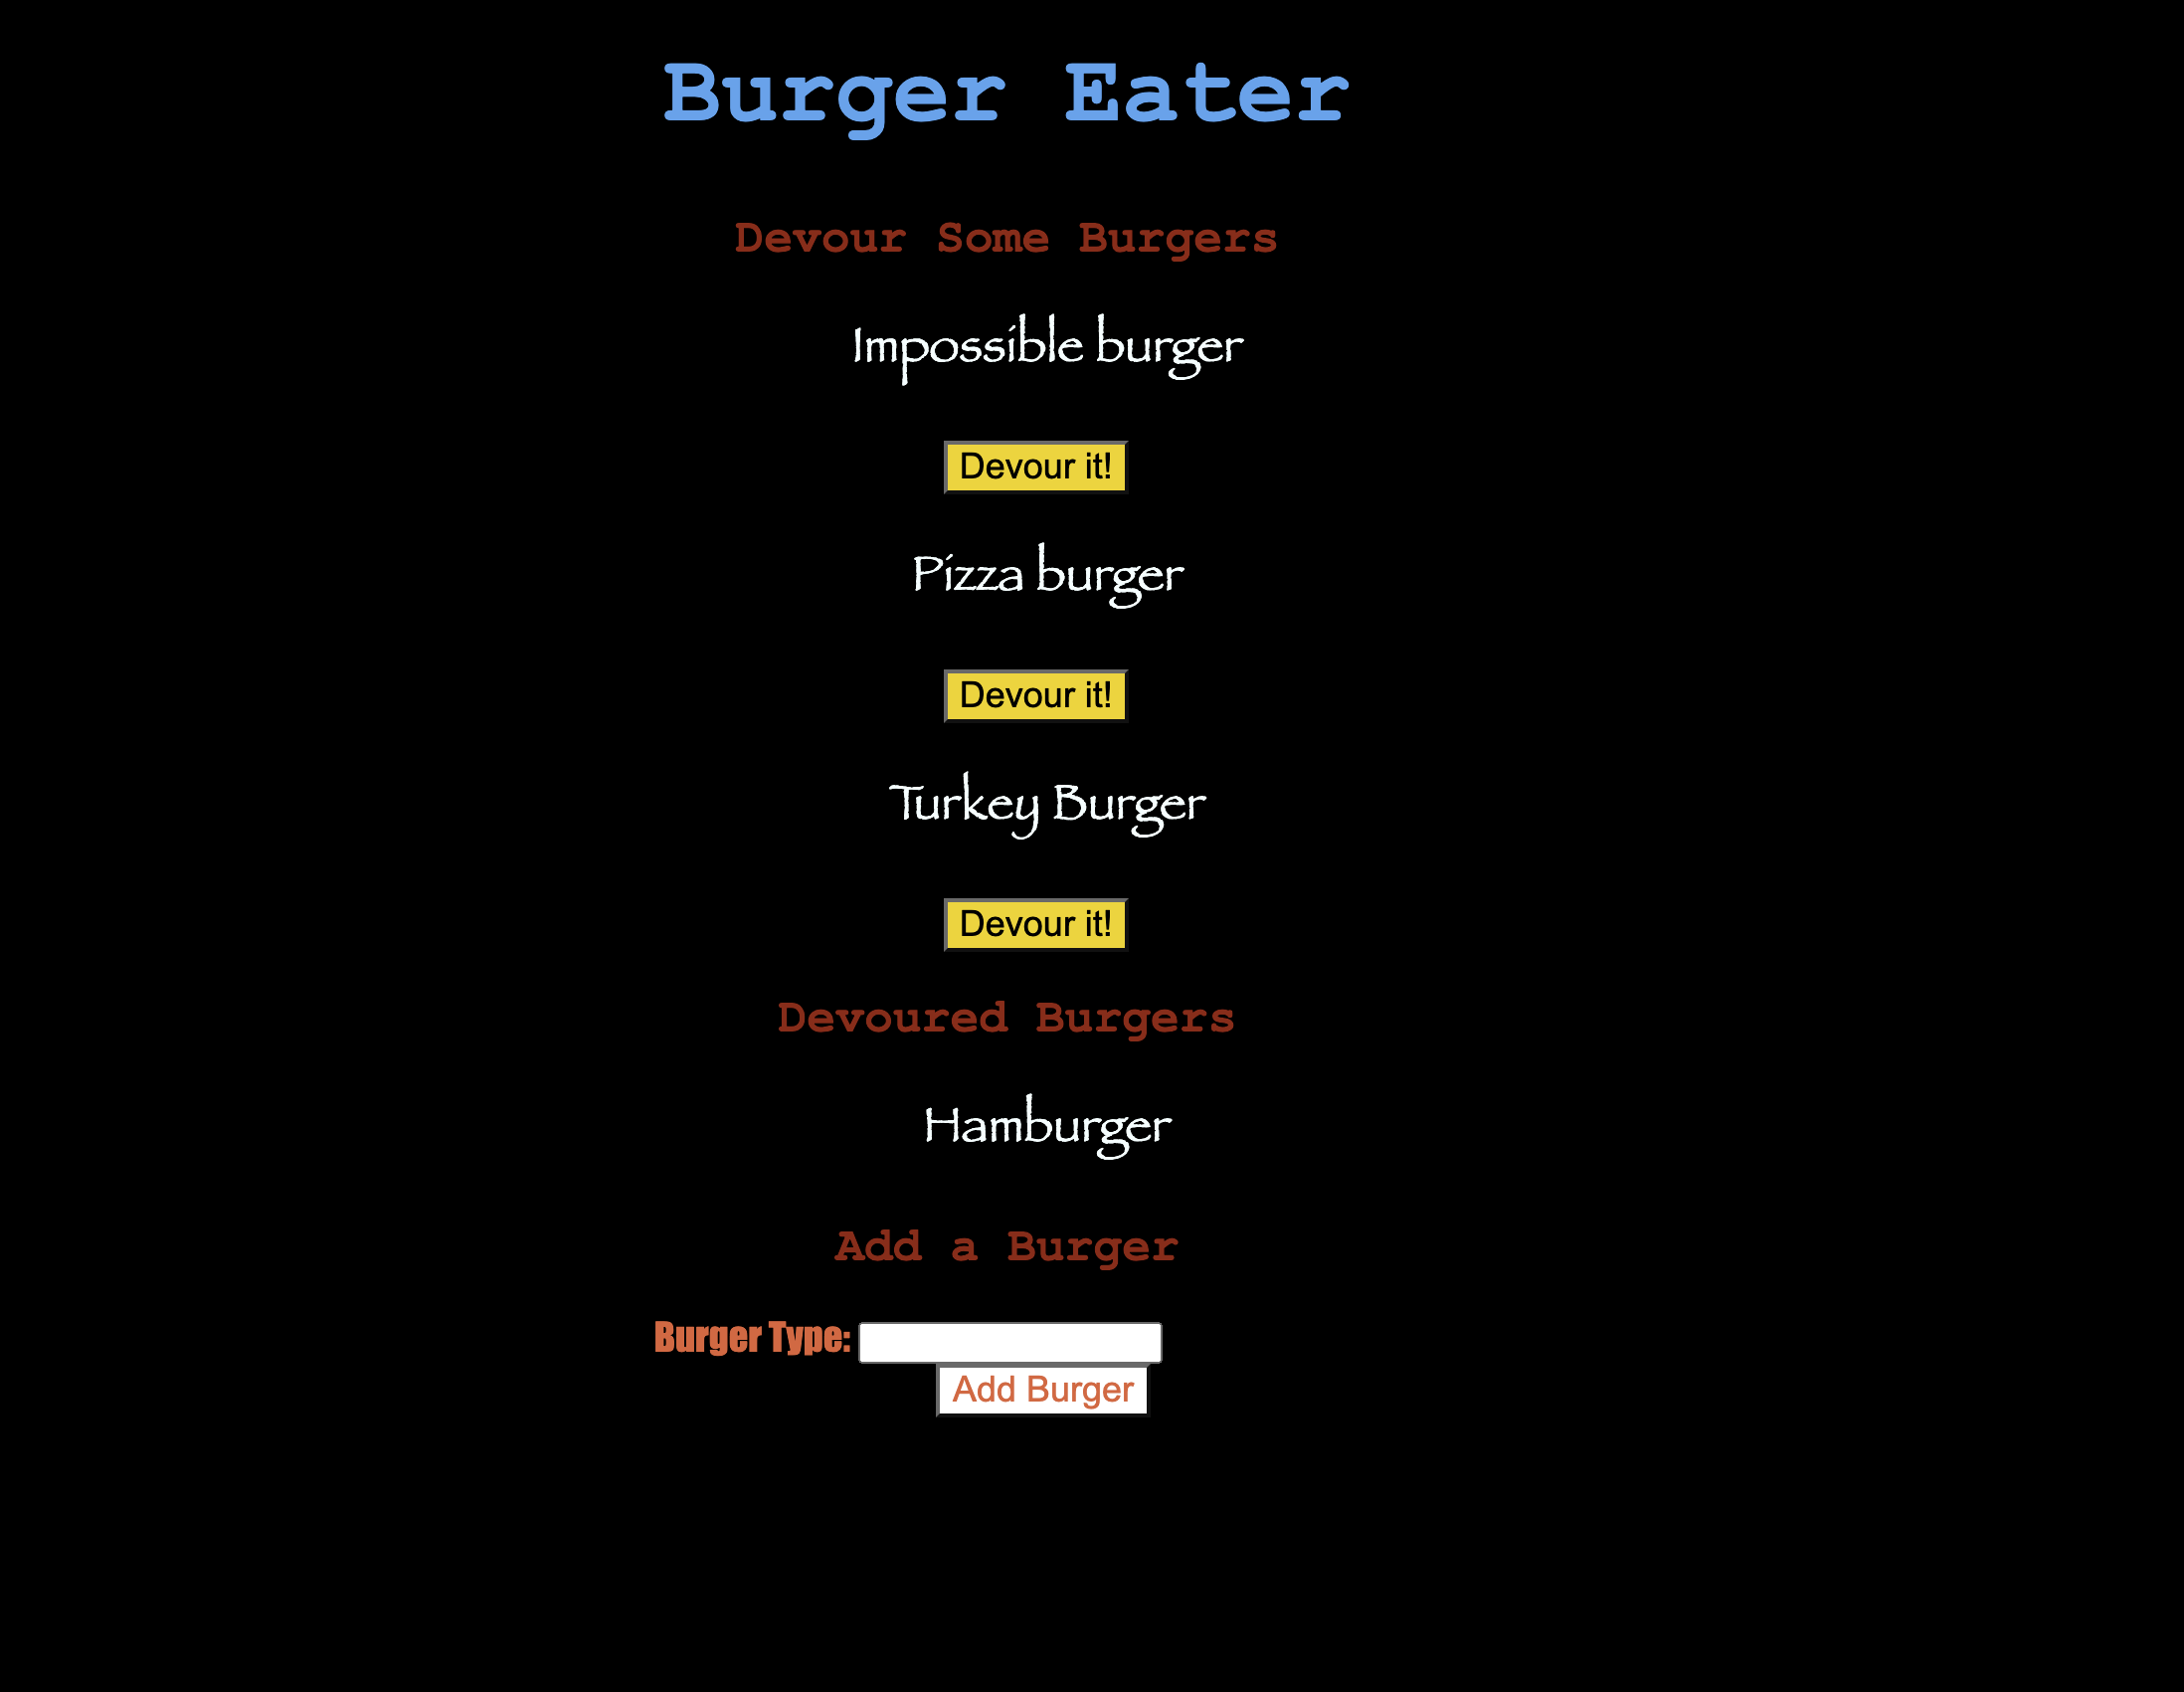 Burger Eater
Devour Some Burgers
Impossible burger
Devour it!
Pizza burger
Devour it!
Turkey Burger
Devour it!
Devoured Burgers
Hamburger
Add a Burger
Burger Type:
Add Burger